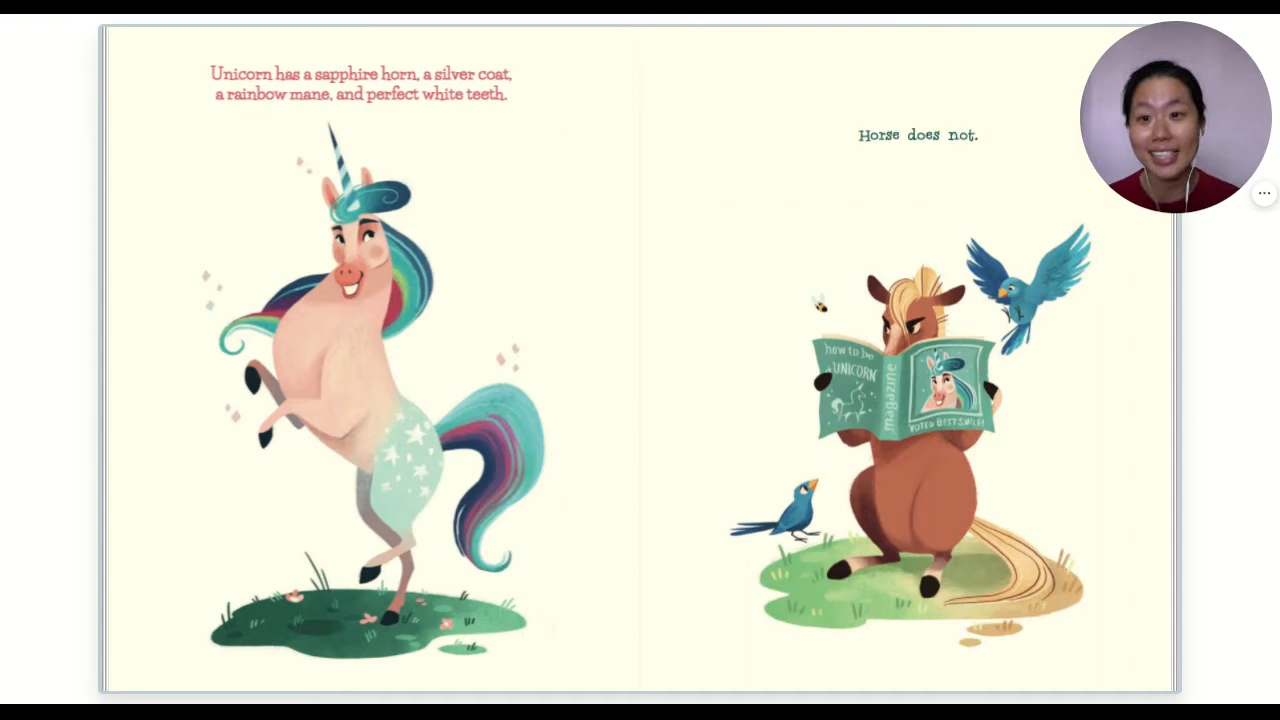 Unicorn has a sapphire horn, a silver coat,
a rainbow mane, and perfect white teeth.
Horse does not.
how to be
a UNICORN
magazine
VOTED BEST SMILE!